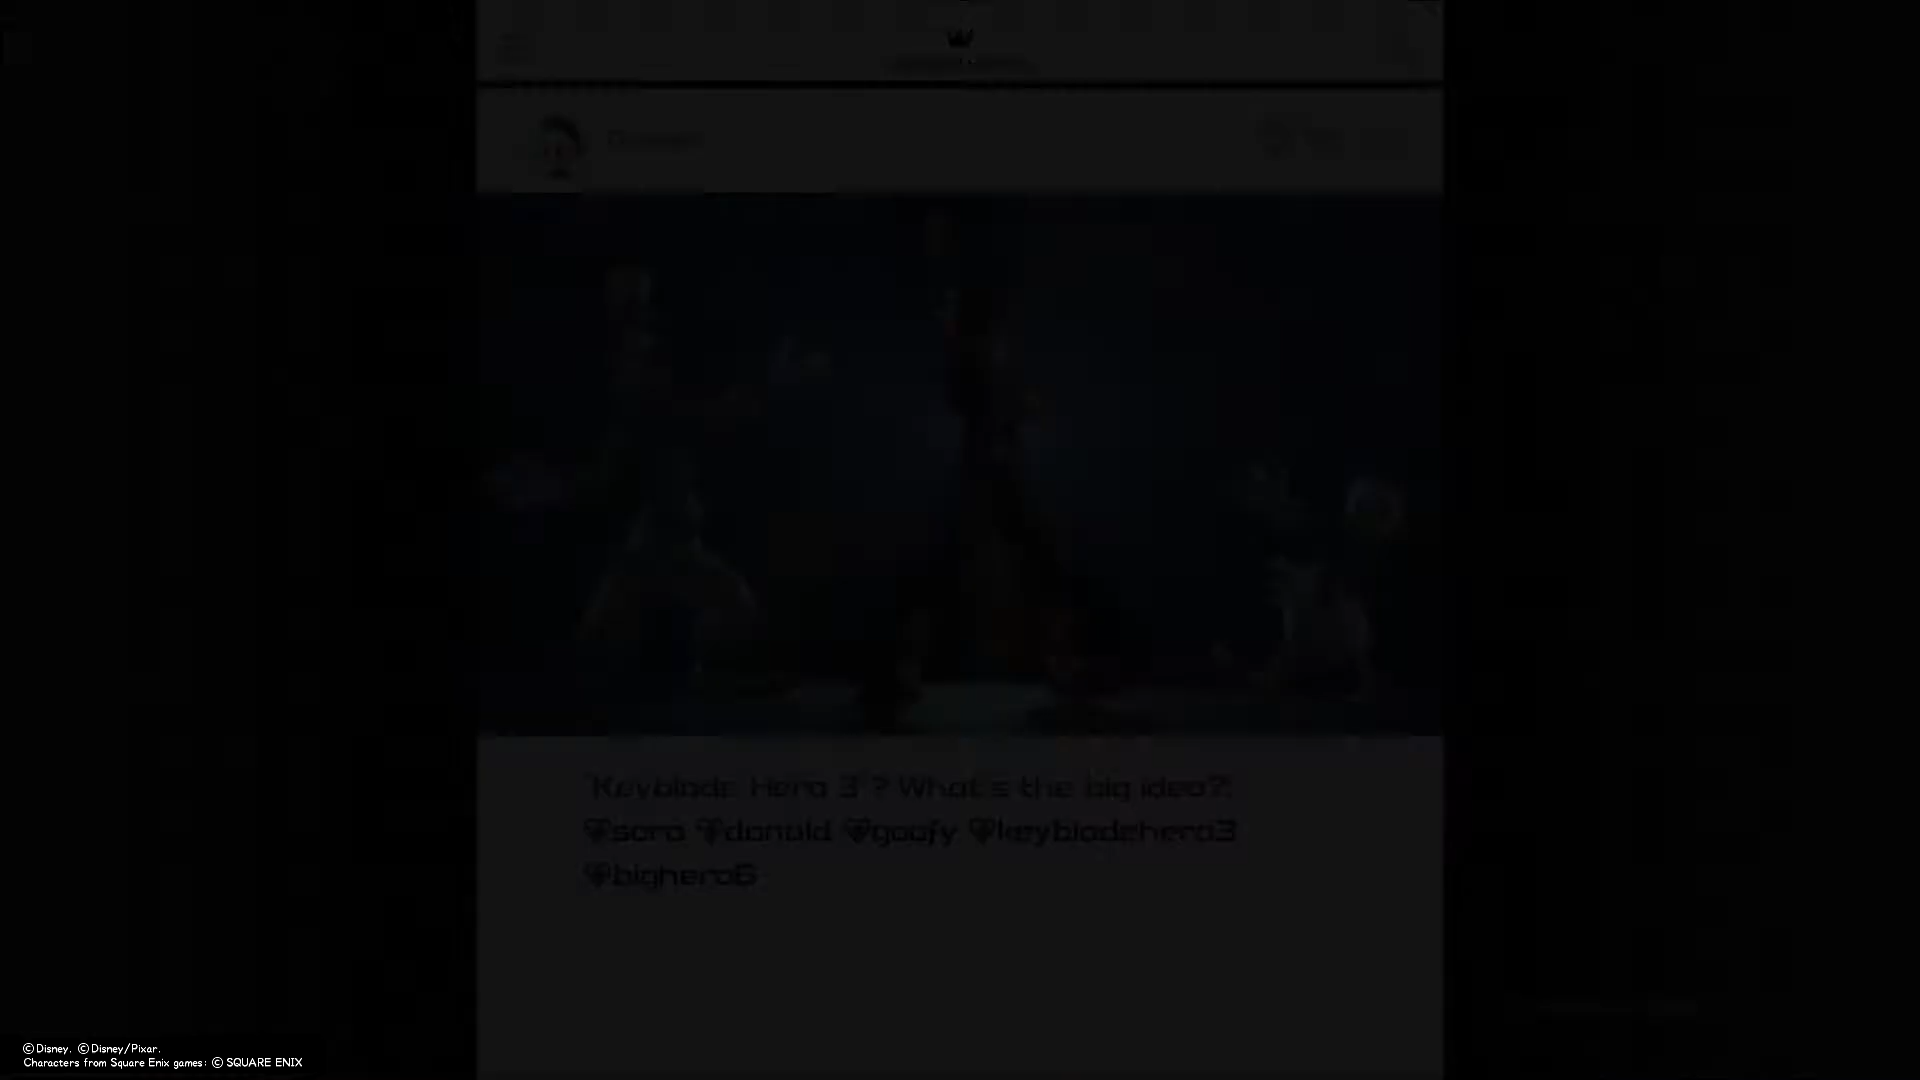 "Keyblade Hero 3"? What's the big idea?!
sora donald goofy keybladehero3
bighero6
©Disney. ©Disney/Pixar.
Characters from Square Enix games: © SQUARE ENIX